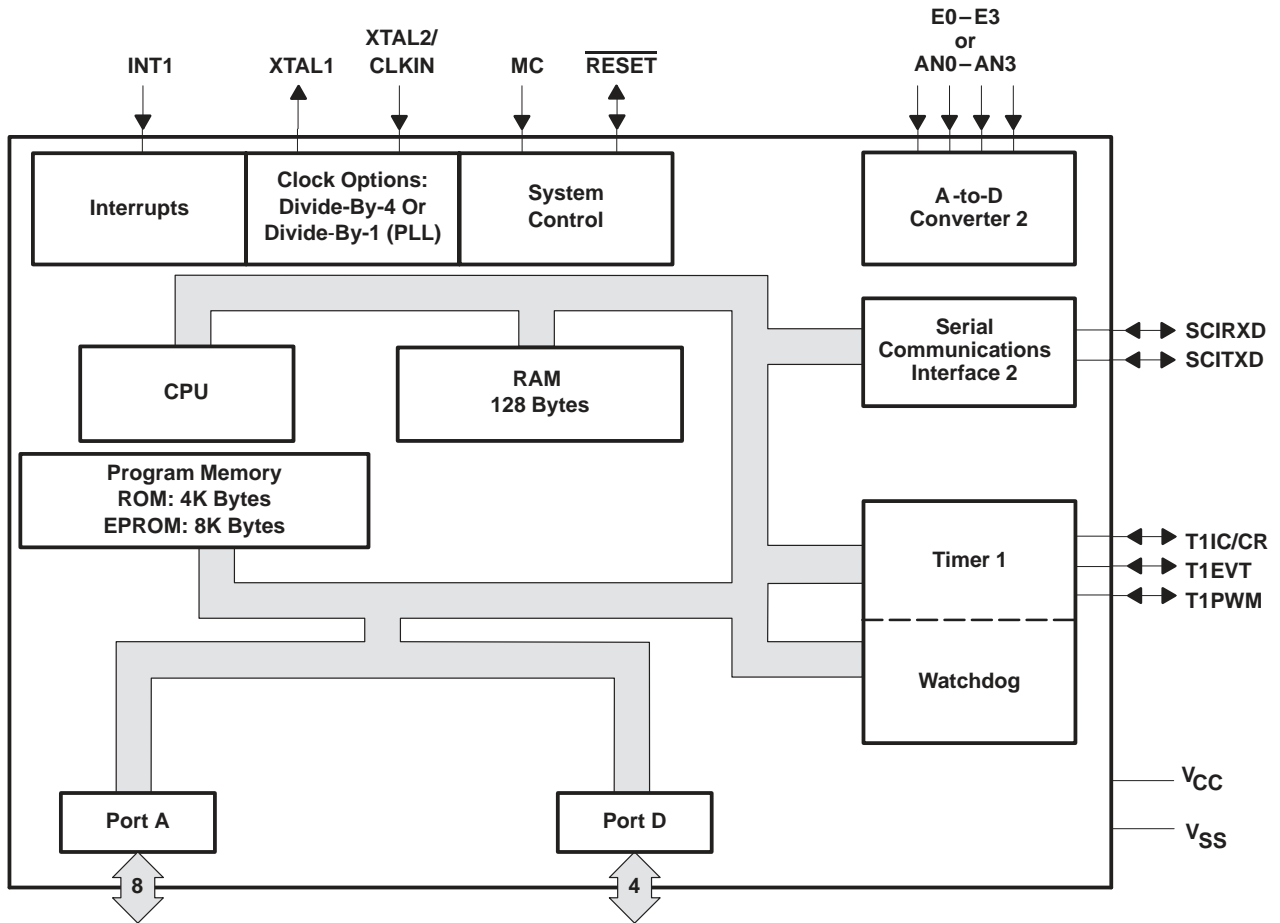 E0–E3
or
AN0–AN3
XTAL2/
CLKIN
INT1
XTAL1
MC
RESET
Interrupts
Clock Options:
Divide-By-4 Or
Divide-By-1 (PLL)
System
Control
A-to-D
Converter 2
CPU
RAM
128 Bytes
Serial
Communications
Interface 2
SCIRXD
SCITXD
Program Memory
ROM: 4K Bytes
EPROM: 8K Bytes
Timer 1
T1IC/CR
T1EVT
T1PWM
Watchdog
VCC
VSS
Port A
Port D
8
4